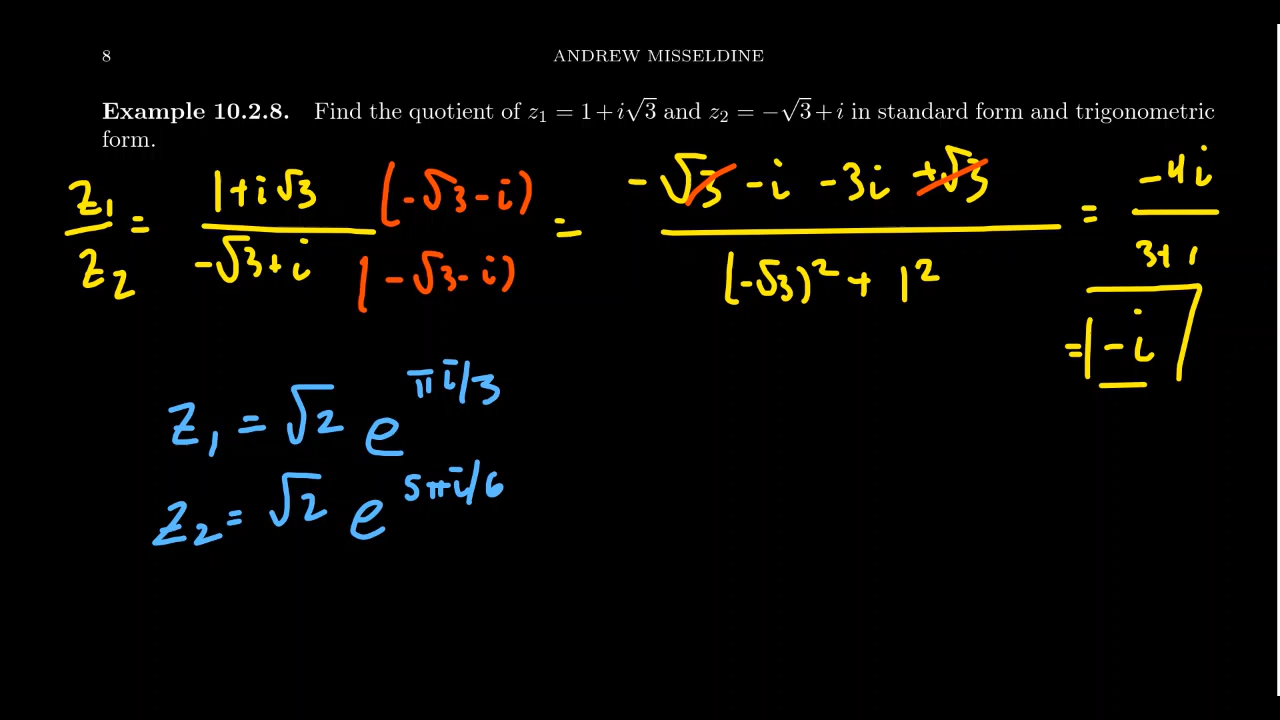 8 ANDREW MISSELDINE
Example 10.2.8. Find the quotient of z₁ = 1+i√3 and z₂ = −√3+i in standard form and trigonometric
form.
z₁/z₂ = (1+i√3)/(-√3+i) (-√3-i)/(-√3-i) = (-√3 -i -3i +√3)/((-√3)² + 1²) = -4i/(3+1)
= -i
z₁ = √2 e^(πi/3)
z₂ = √2 e^(5πi/6)